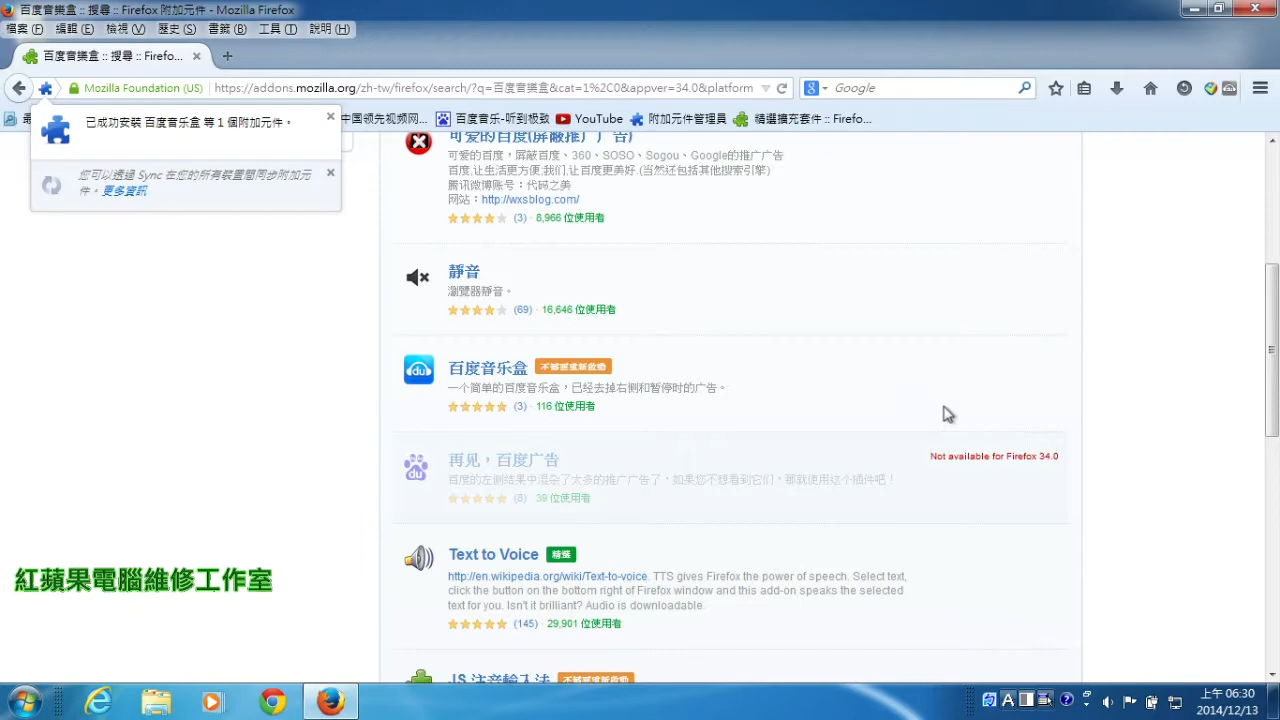 百度音樂盒 :: 搜尋 :: Firefox 附加元件 - Mozilla Firefox
檔案 (F) 編輯 (E) 檢視 (V) 歷史 (S) 書籤 (B) 工具 (T) 說明 (H)
百度音樂盒 :: 搜尋 :: Firefo...
Mozilla Foundation (US) https://addons.mozilla.org/zh-tw/firefox/search/?q=百度音樂盒&cat=1%2C0&appver=34.0&platform
Google
中国领先视频网... 百度音乐-听到极致 YouTube 附加元件管理員 精選擴充套件 :: Firefo...
已成功安裝 百度音乐盒 等 1 個附加元件。
您可以透過 Sync 在您的所有裝置間同步附加元件。更多資訊
可爱的百度(屏蔽推广广告)
可爱的百度，屏蔽百度、360、SOSO、Sogou、Google的推广广告
百度,让生活更方便;我们,让百度更美好.(当然还包括其他搜索引擎)
腾讯微博账号：代码之美
网站：http://wxsblog.com/
(3) · 8,966 位使用者
靜音
瀏覽器靜音。
(69) · 16,646 位使用者
百度音乐盒 不需要重新啟動
一个简单的百度音乐盒，已经去掉右侧和暂停时的广告。
(3) · 116 位使用者
再见，百度广告
Not available for Firefox 34.0
百度的左侧结果中混杂了太多的推广广告了，如果您不想看到它们，那就使用这个插件吧！
(8) · 39 位使用者
Text to Voice 精選
http://en.wikipedia.org/wiki/Text-to-voice. TTS gives Firefox the power of speech. Select text,
click the button on the bottom right of Firefox window and this add-on speaks the selected
text for you. Isn't it brilliant? Audio is downloadable.
(145) · 29,901 位使用者
JS 注音輸入法 不需要重新啟動
紅蘋果電腦維修工作室
上午 06:30
2014/12/13